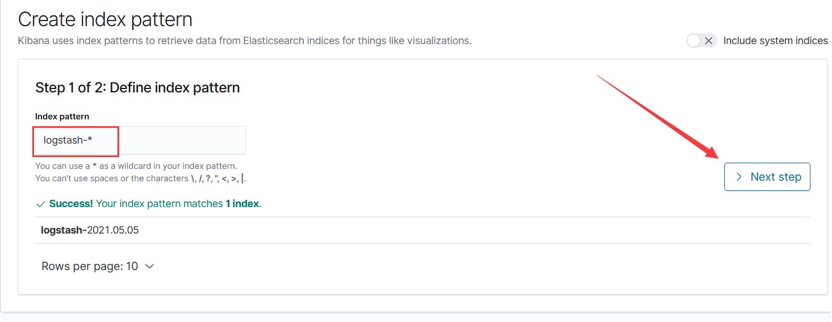 Create index pattern
Kibana uses index patterns to retrieve data from Elasticsearch indices for things like visualizations.
Include system indices
Step 1 of 2: Define index pattern
Index pattern
logstash-*
You can use a * as a wildcard in your index pattern.
You can't use spaces or the characters \, /, ?, ", <, >, |.
Next step
Success! Your index pattern matches 1 index.
logstash-2021.05.05
Rows per page: 10